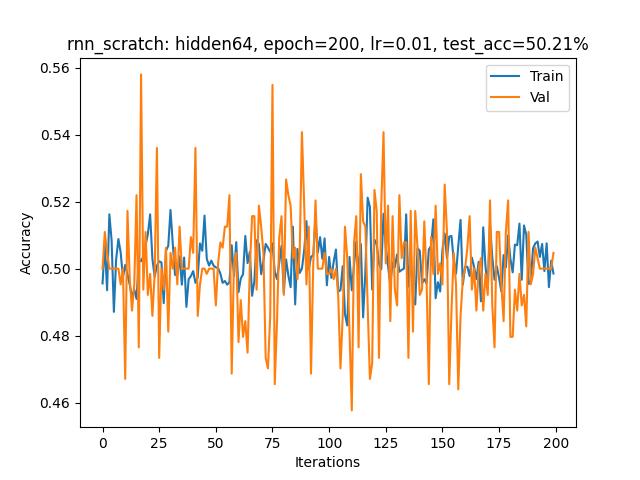 rnn_scratch: hidden64, epoch=200, lr=0.01, test_acc=50.21%
0.56
0.54
0.52
0.50
0.48
0.46
Accuracy
Train
Val
0 25 50 75 100 125 150 175 200
Iterations